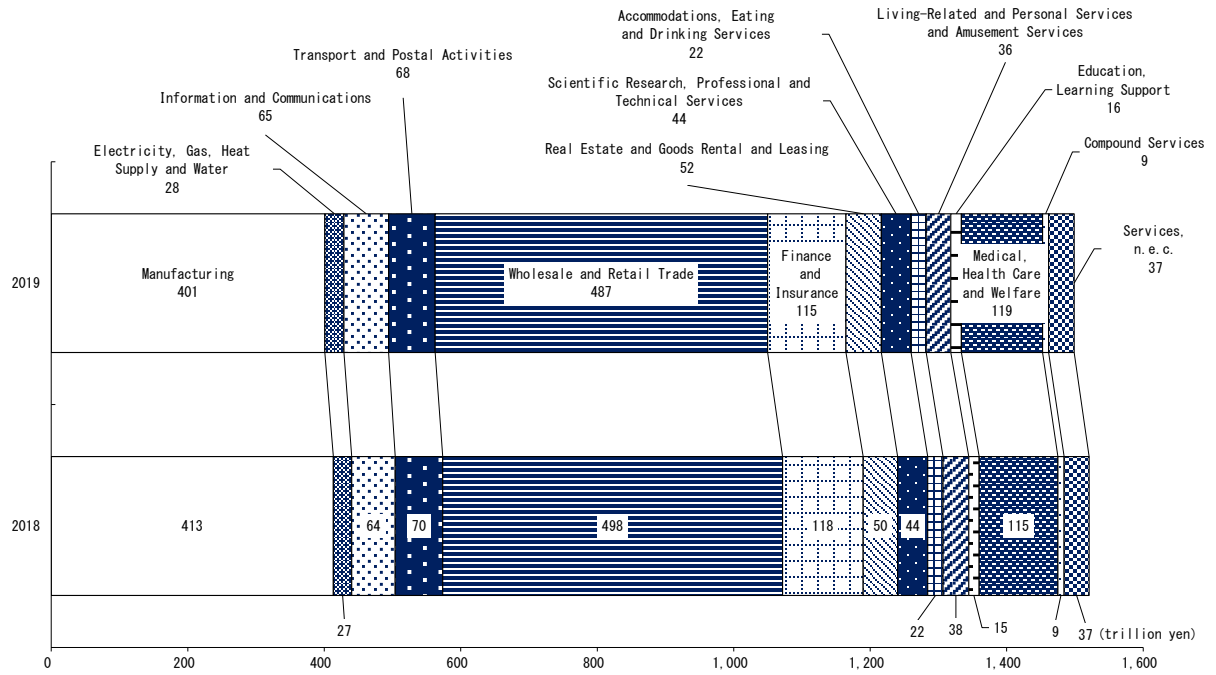 Accommodations, Eating
and Drinking Services
22
Living-Related and Personal Services
and Amusement Services
36
Transport and Postal Activities
68
Scientific Research, Professional and
Technical Services
44
Education,
Learning Support
16
Information and Communications
65
Electricity, Gas, Heat
Supply and Water
28
Real Estate and Goods Rental and Leasing
52
Compound Services
9
Services,
n.e.c.
37
2019
Manufacturing
401
Wholesale and Retail Trade
487
Finance
and
Insurance
115
Medical,
Health Care
and Welfare
119
2018
413
64
70
498
118
50
44
115
27
22
38
15
9
37 (trillion yen)
0
200
400
600
800
1,000
1,200
1,400
1,600